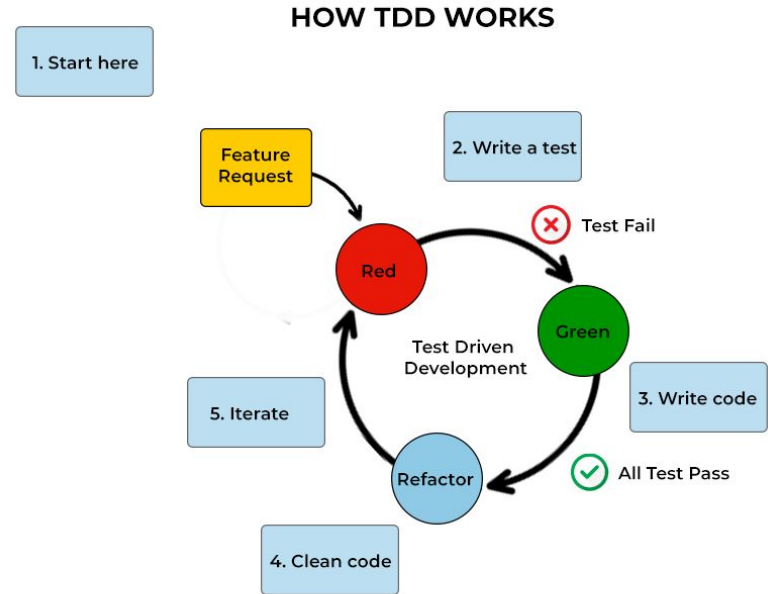 HOW TDD WORKS
1. Start here
Feature
Request
2. Write a test
Test Fail
Red
Green
Test Driven
Development
3. Write code
5. Iterate
All Test Pass
Refactor
4. Clean code